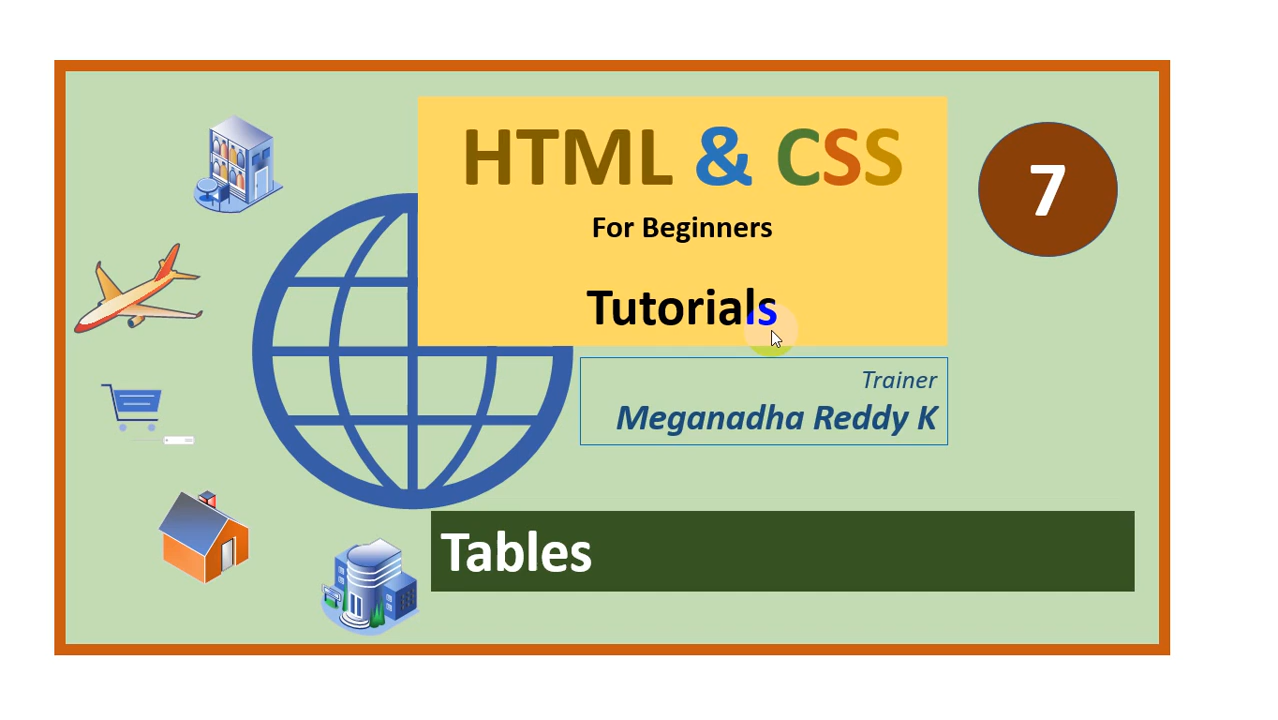 HTML & CSS
For Beginners
Tutorials
7
Trainer
Meganadha Reddy K
Tables